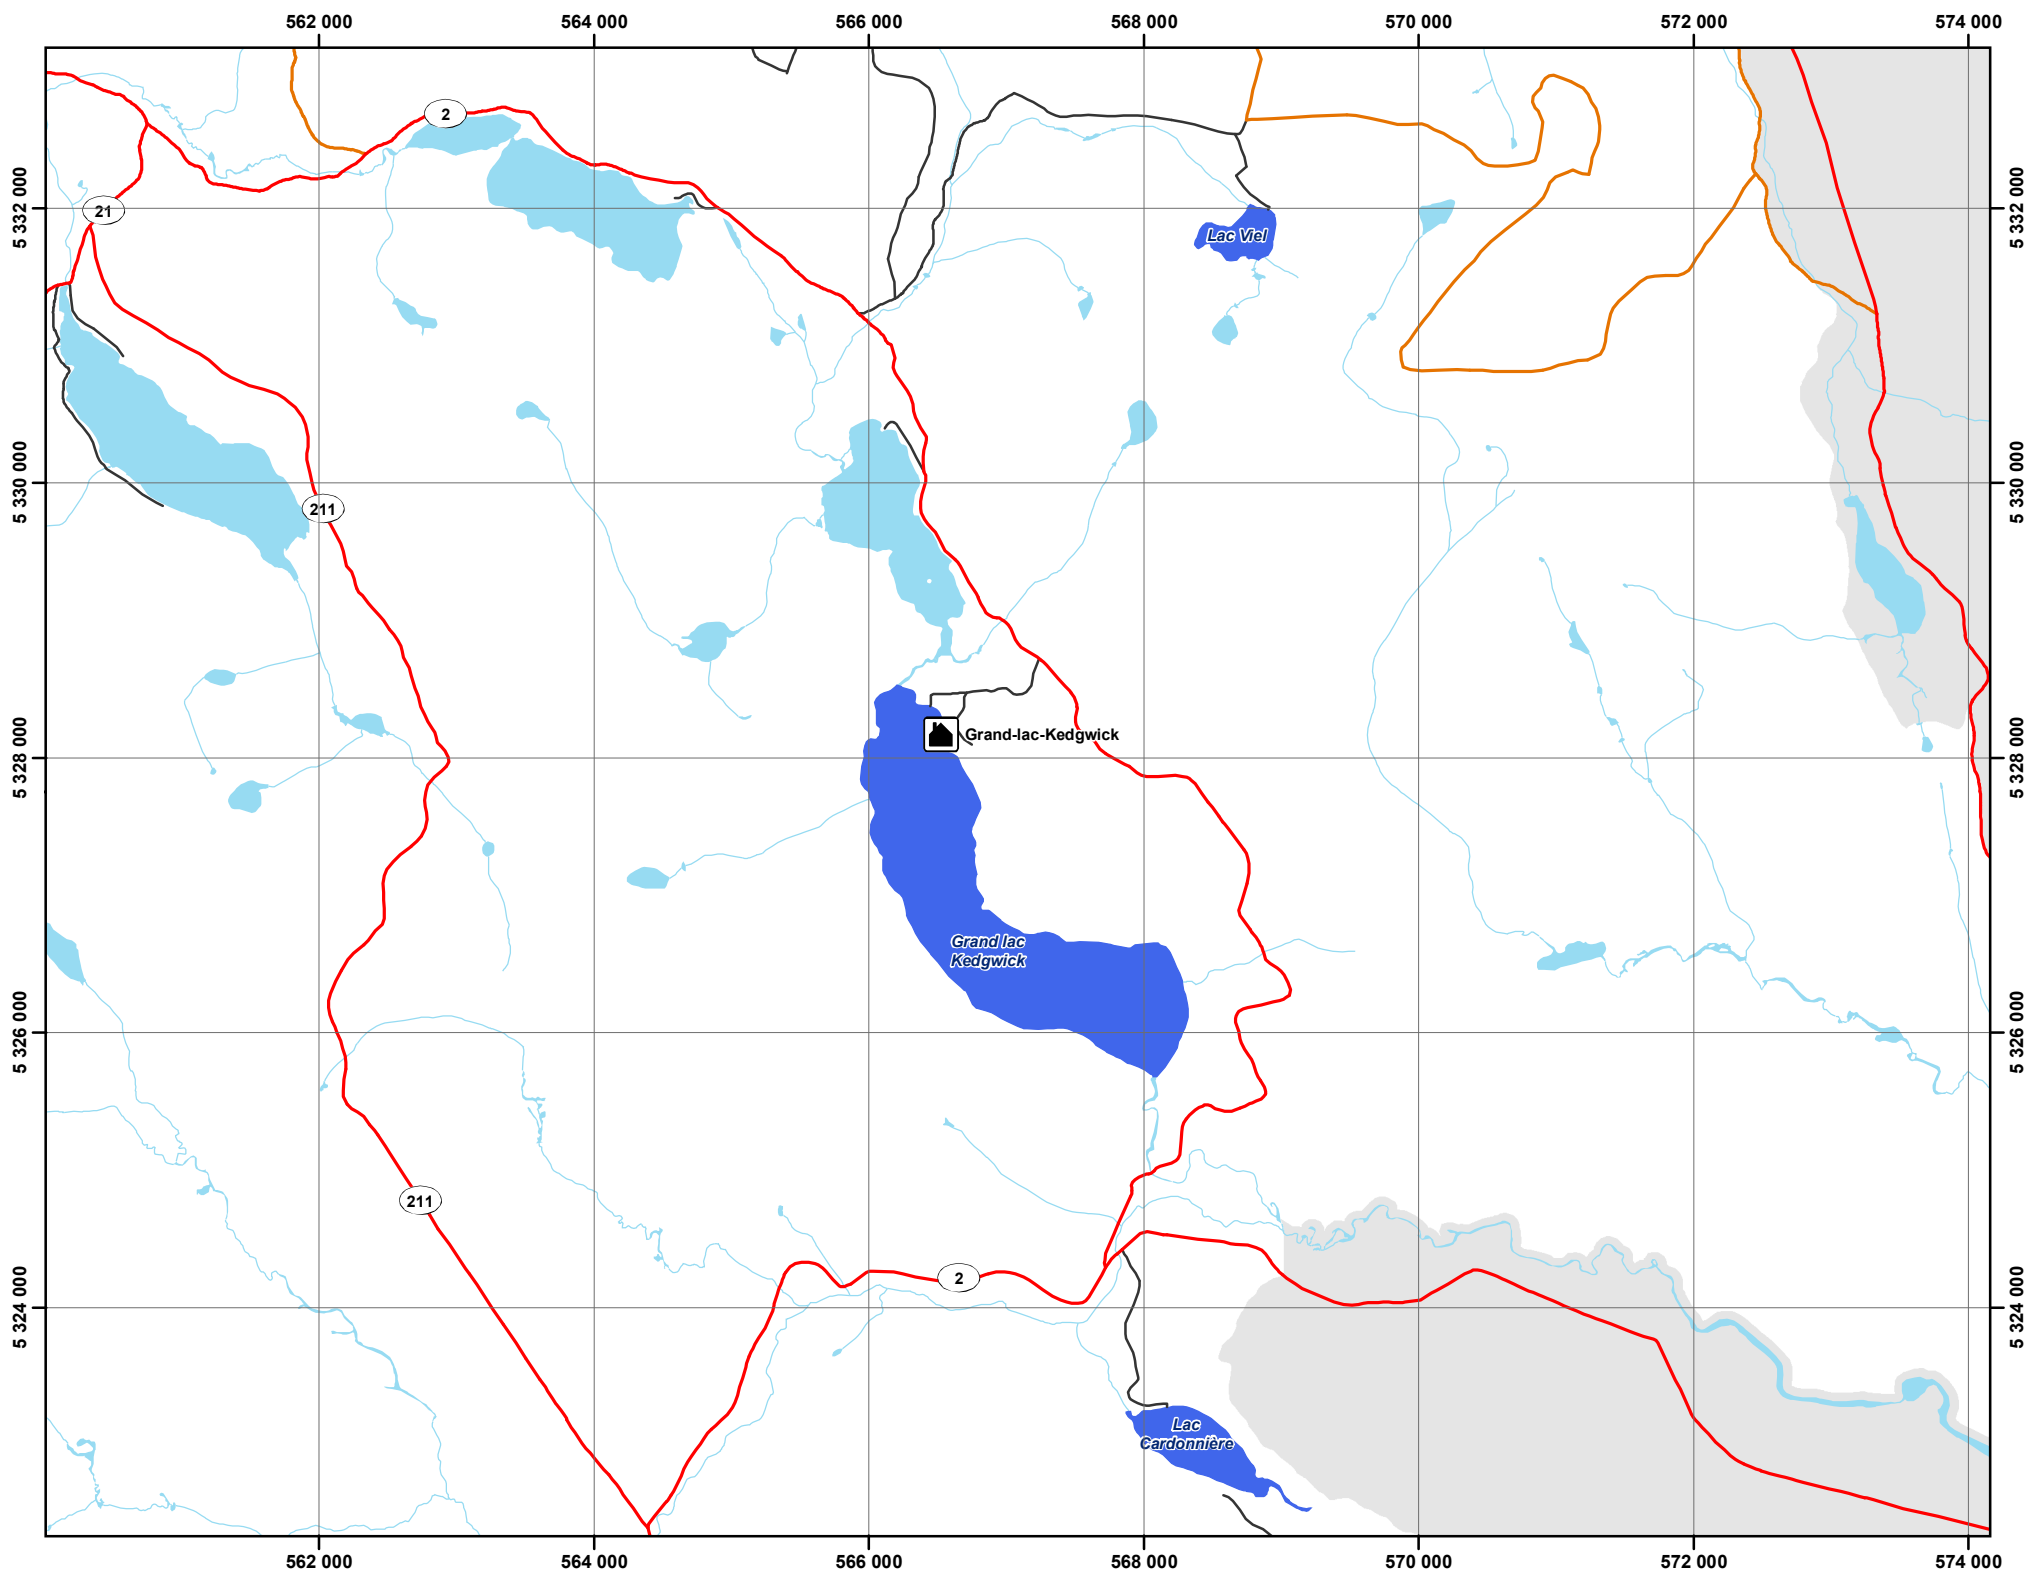 562 000 564 000 566 000 568 000 570 000 572 000 574 000
2
5 332 000 5 332 000
21
Lac Viel
5 330 000 5 330 000
211
Grand-lac-Kedgwick
5 328 000 5 328 000
Grand lac
Kedgwick
5 326 000 5 326 000
211
2
5 324 000 5 324 000
Lac
Cardonnière
562 000 564 000 566 000 568 000 570 000 572 000 574 000